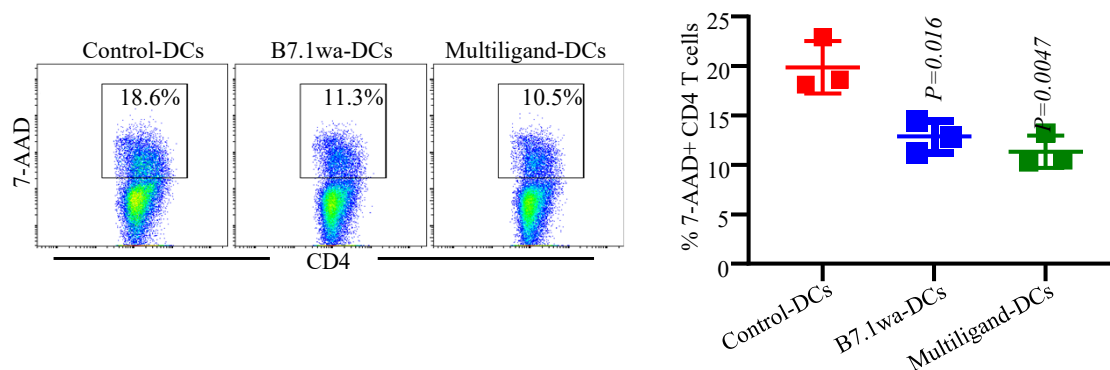 Control-DCs B7.1wa-DCs Multiligand-DCs
18.6% 11.3% 10.5%
7-AAD
CD4
% 7-AAD+ CD4 T cells
25
20
15
10
5
0
P=0.016
P=0.0047
Control-DCs
B7.1wa-DCs
Multiligand-DCs